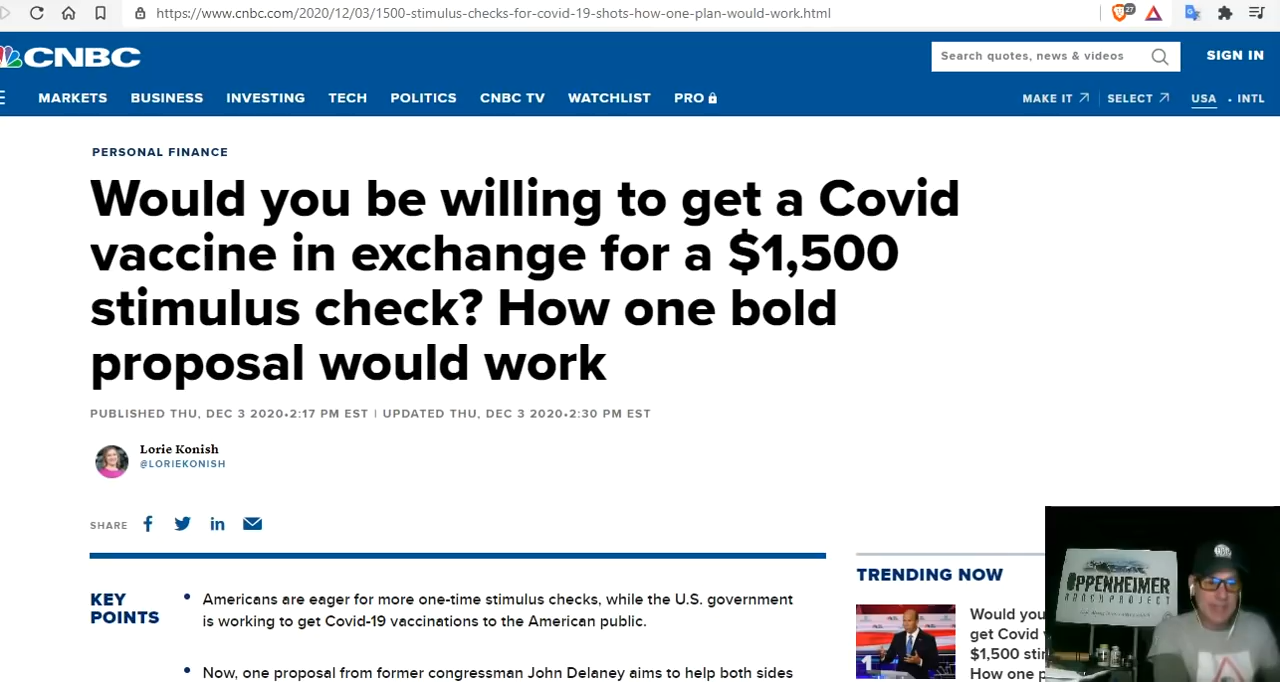 https://www.cnbc.com/2020/12/03/1500-stimulus-checks-for-covid-19-shots-how-one-plan-would-work.html
27
CNBC
Search quotes, news & videos
SIGN IN
MARKETS BUSINESS INVESTING TECH POLITICS CNBC TV WATCHLIST PRO
MAKE IT SELECT USA · INTL
PERSONAL FINANCE
Would you be willing to get a Covid
vaccine in exchange for a $1,500
stimulus check? How one bold
proposal would work
PUBLISHED THU, DEC 3 2020•2:17 PM EST | UPDATED THU, DEC 3 2020•2:30 PM EST
Lorie Konish
@LORIEKONISH
SHARE
KEY
POINTS
• Americans are eager for more one-time stimulus checks, while the U.S. government
is working to get Covid-19 vaccinations to the American public.
• Now, one proposal from former congressman John Delaney aims to help both sides
TRENDING NOW
1
Would you
get Covid
$1,500
How one
OPPENHEIMER
RANCH PROJECT